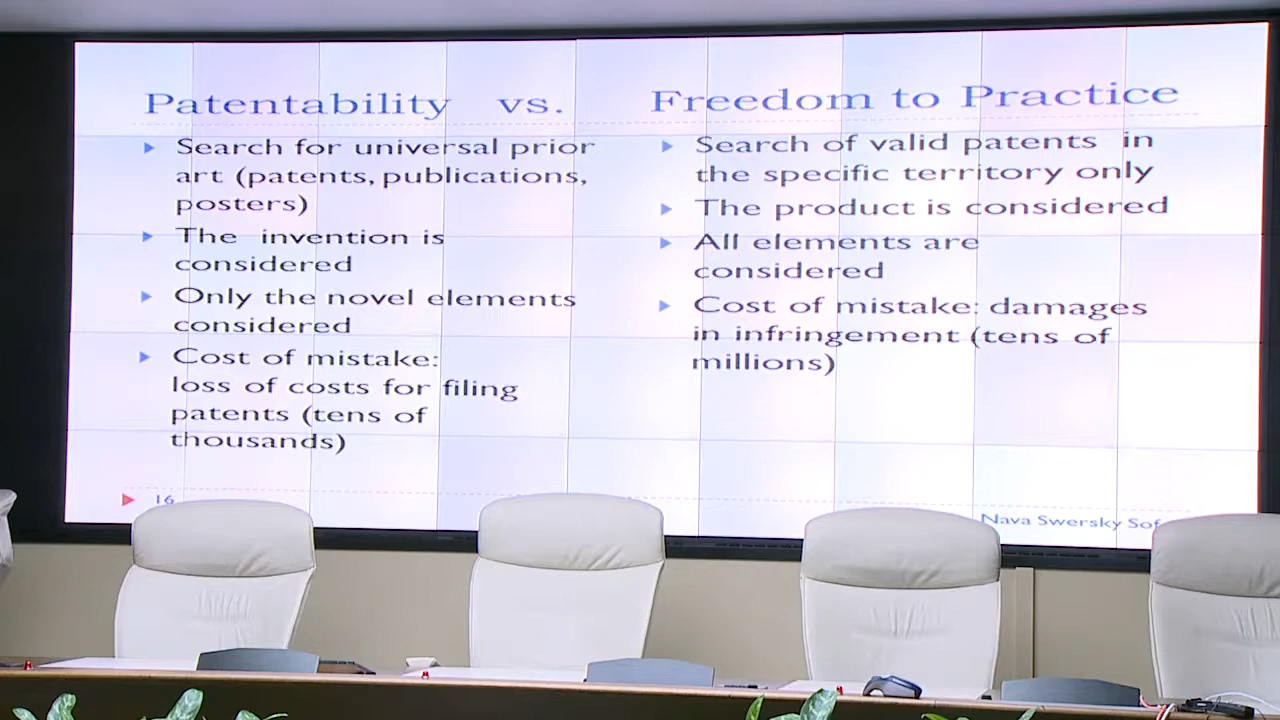 Patentability vs.
Search for universal prior
art (patents, publications,
posters)
The invention is
considered
Only the novel elements
considered
Cost of mistake:
loss of costs for filing
patents (tens of
thousands)
Freedom to Practice
Search of valid patents in
the specific territory only
The product is considered
All elements are
considered
Cost of mistake: damages
in infringement (tens of
millions)
16
Nava Swersky